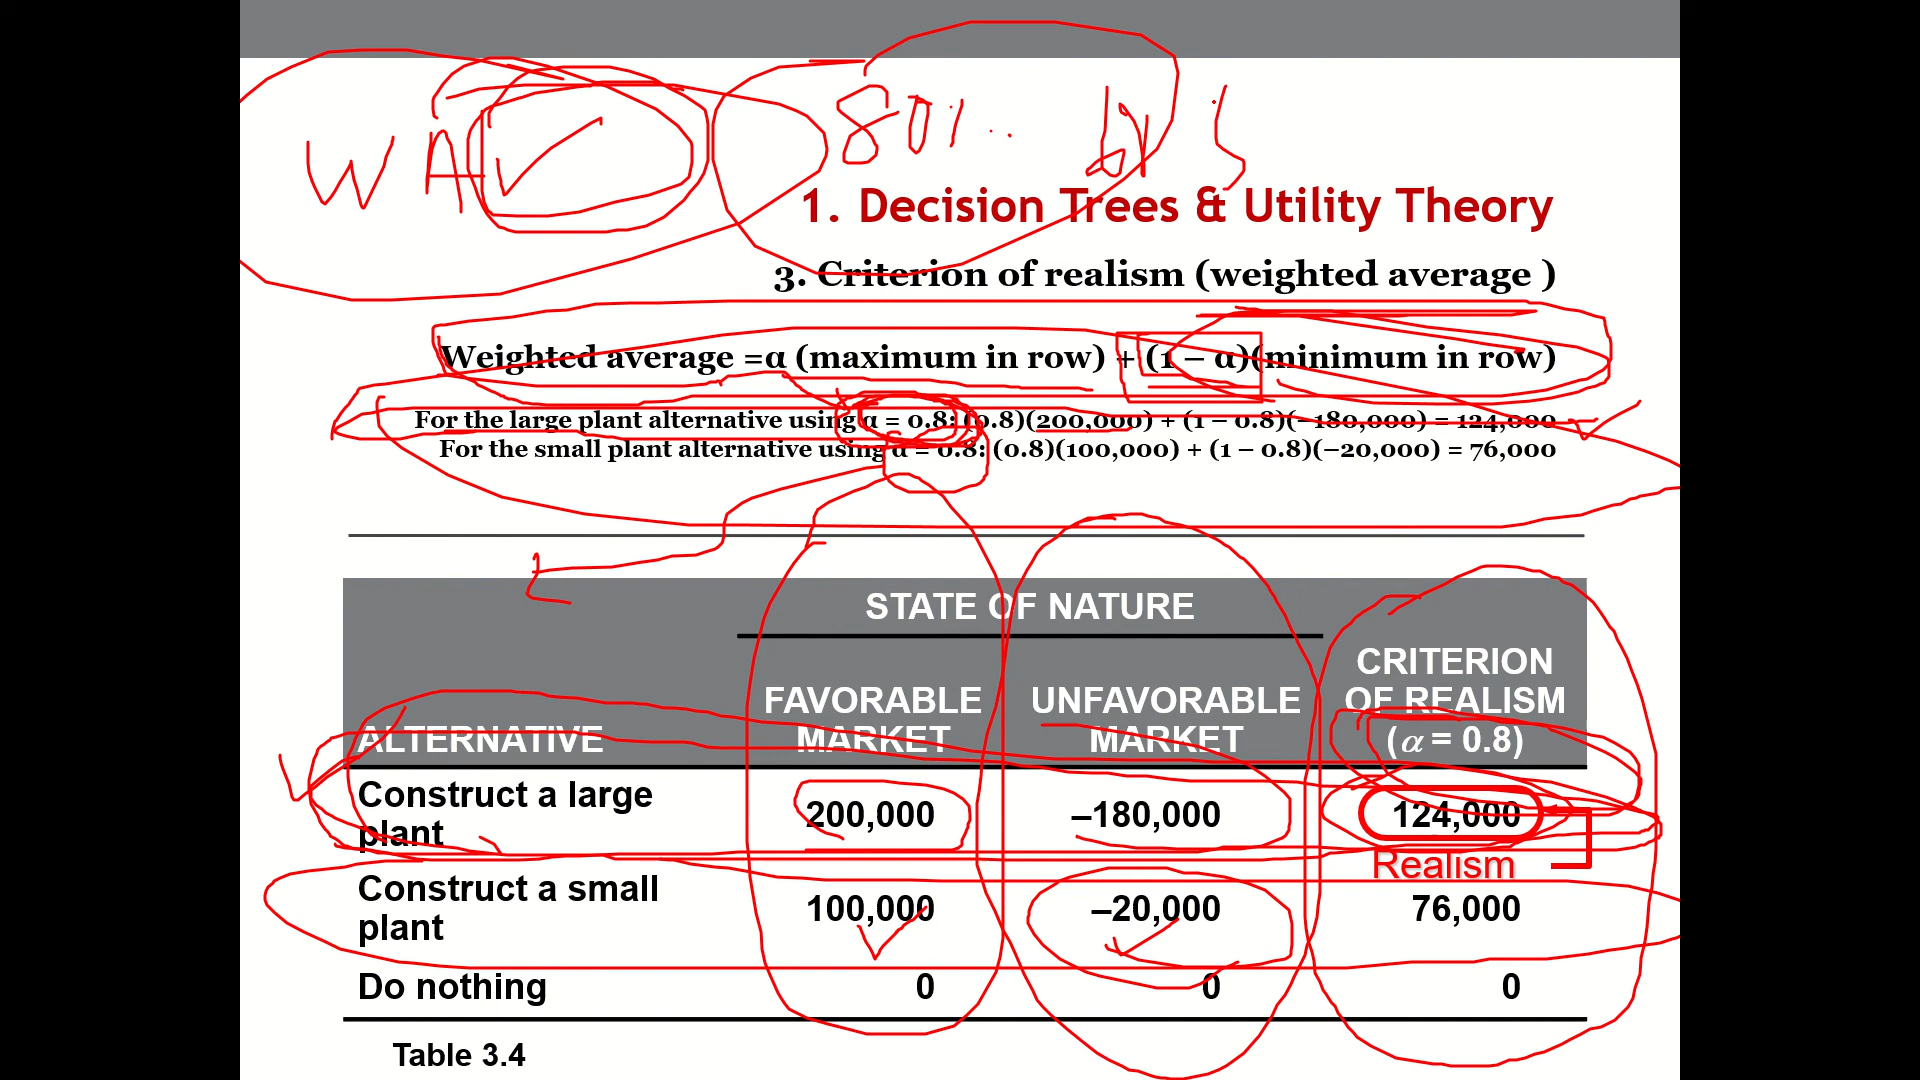 WA
80%
1. Decision Trees & Utility Theory
3. Criterion of realism (weighted average )
Weighted average =α (maximum in row) + (1 – α)(minimum in row)
For the large plant alternative using α = 0.8: (0.8)(200,000) + (1 – 0.8)(–180,000) = 124,000
For the small plant alternative using α = 0.8: (0.8)(100,000) + (1 – 0.8)(–20,000) = 76,000
STATE OF NATURE
ALTERNATIVE FAVORABLE MARKET UNFAVORABLE MARKET CRITERION OF REALISM (α = 0.8)
Construct a large plant 200,000 –180,000 124,000
Realism
Construct a small plant 100,000 –20,000 76,000
Do nothing 0 0 0
Table 3.4